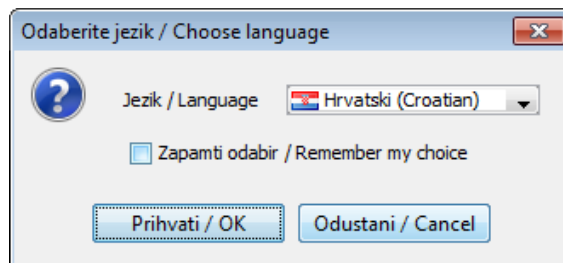 Odaberite jezik / Choose language
Jezik / Language Hrvatski (Croatian)
Zapamti odabir / Remember my choice
Prihvati / OK Odustani / Cancel